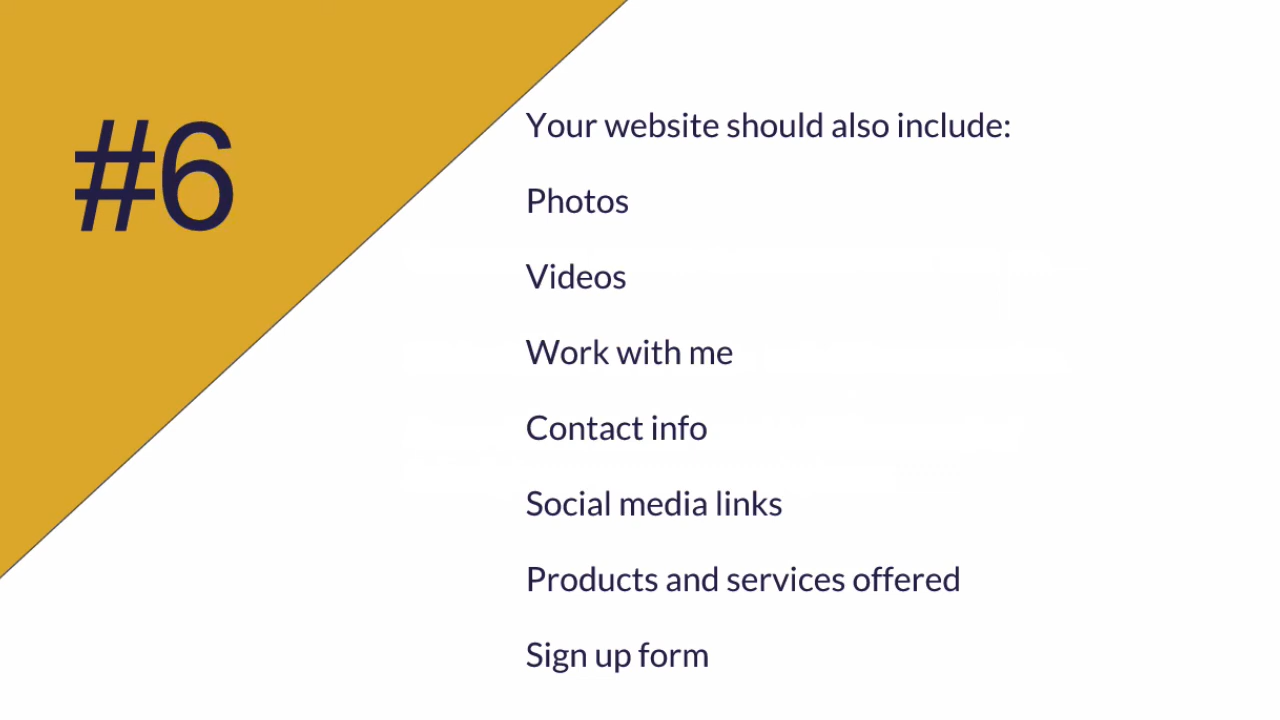 #6
Your website should also include:
Photos
Videos
Work with me
Contact info
Social media links
Products and services offered
Sign up form